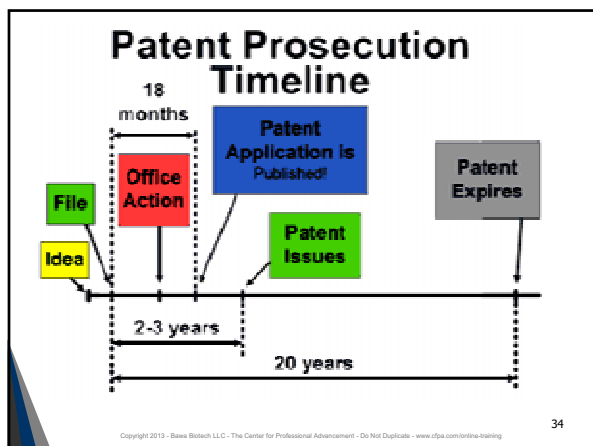 Patent Prosecution
Timeline
18
months
Patent
Application is
Published!
Office
Action
Patent
Expires
File
Patent
Issues
Idea
2-3 years
20 years
34
Copyright 2013 - Bawa Biotech LLC - The Center for Professional Advancement - Do Not Duplicate - www.cfpa.com/online-training